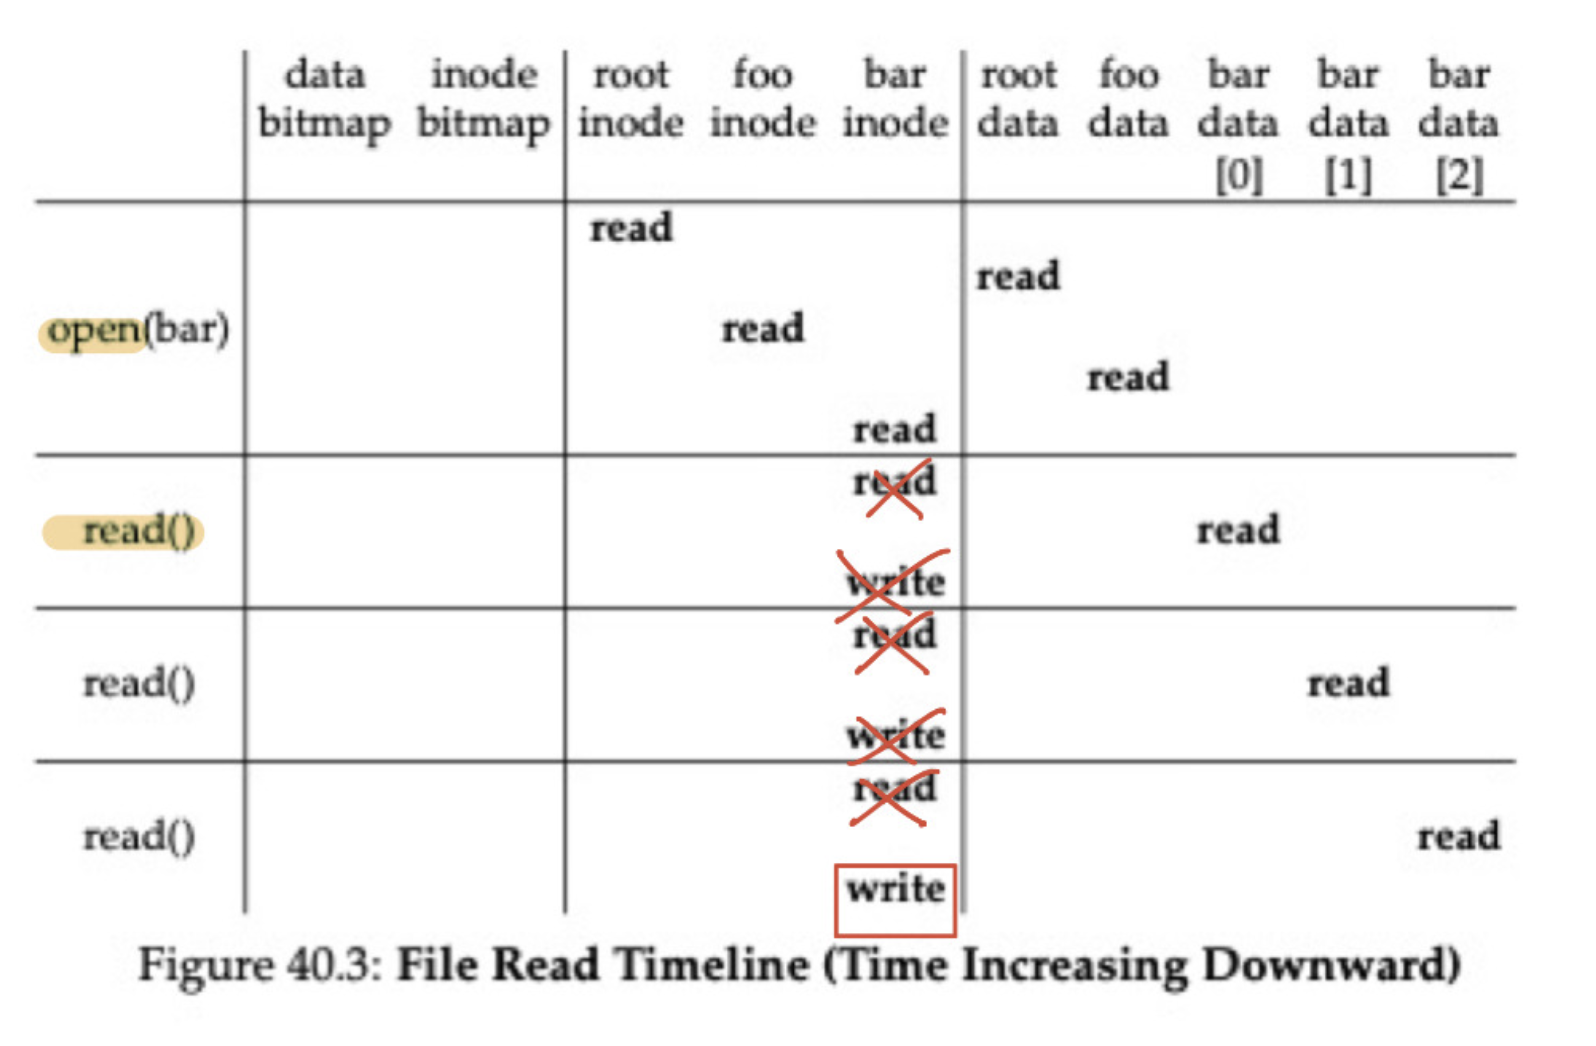 data inode root foo bar root foo bar bar bar
bitmap bitmap inode inode inode data data data data data
[0] [1] [2]
read
read
open(bar) read
read
read
read
read() read
write
read
read() read
write
read
read() read
write
Figure 40.3: File Read Timeline (Time Increasing Downward)